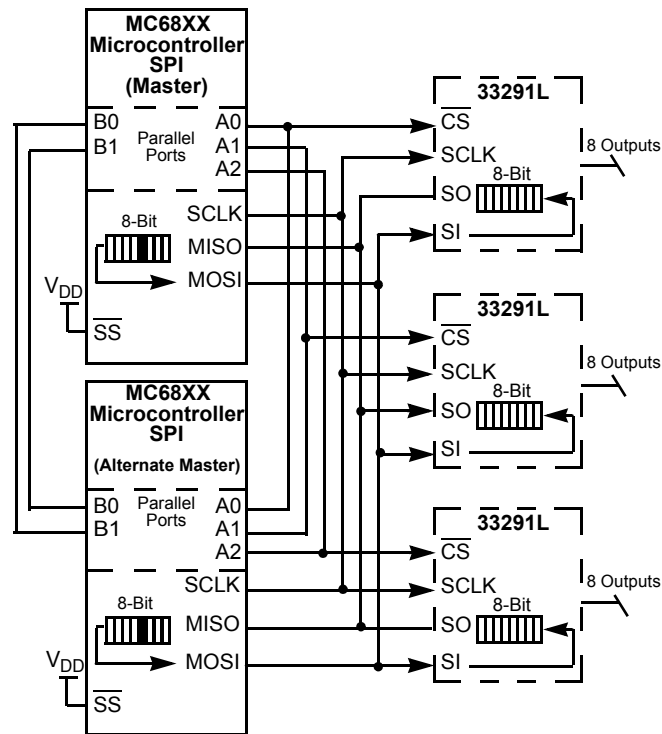 MC68XX
Microcontroller
SPI
(Master)
B0
B1
Parallel
Ports
A0
A1
A2
8-Bit
SCLK
MISO
MOSI
VDD
SS
MC68XX
Microcontroller
SPI
(Alternate Master)
B0
B1
Parallel
Ports
A0
A1
A2
8-Bit
SCLK
MISO
MOSI
VDD
SS
33291L
CS
SCLK
8-Bit
SO
SI
8 Outputs
33291L
CS
SCLK
8-Bit
SO
SI
8 Outputs
33291L
CS
SCLK
8-Bit
SO
SI
8 Outputs